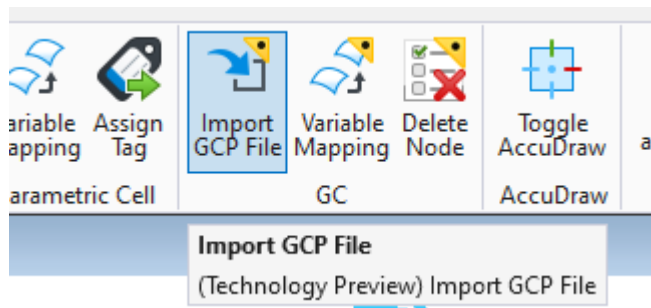 ariable Assign Import Variable Delete Toggle
apping Tag GCP File Mapping Node AccuDraw
arametric Cell GC AccuDraw
Import GCP File
(Technology Preview) Import GCP File